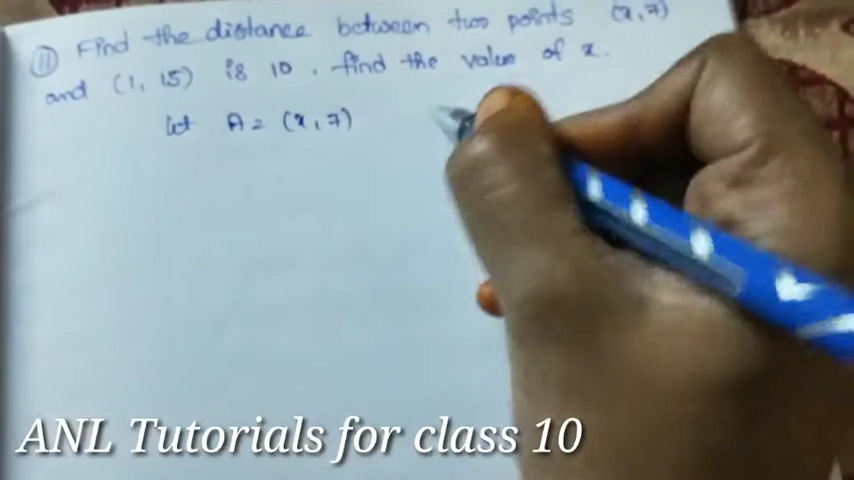 11 Find the distance between two points (x, 7)
and (1, 15) is 10. find the value of x.
let A = (x, 7)
ANL Tutorials for class 10